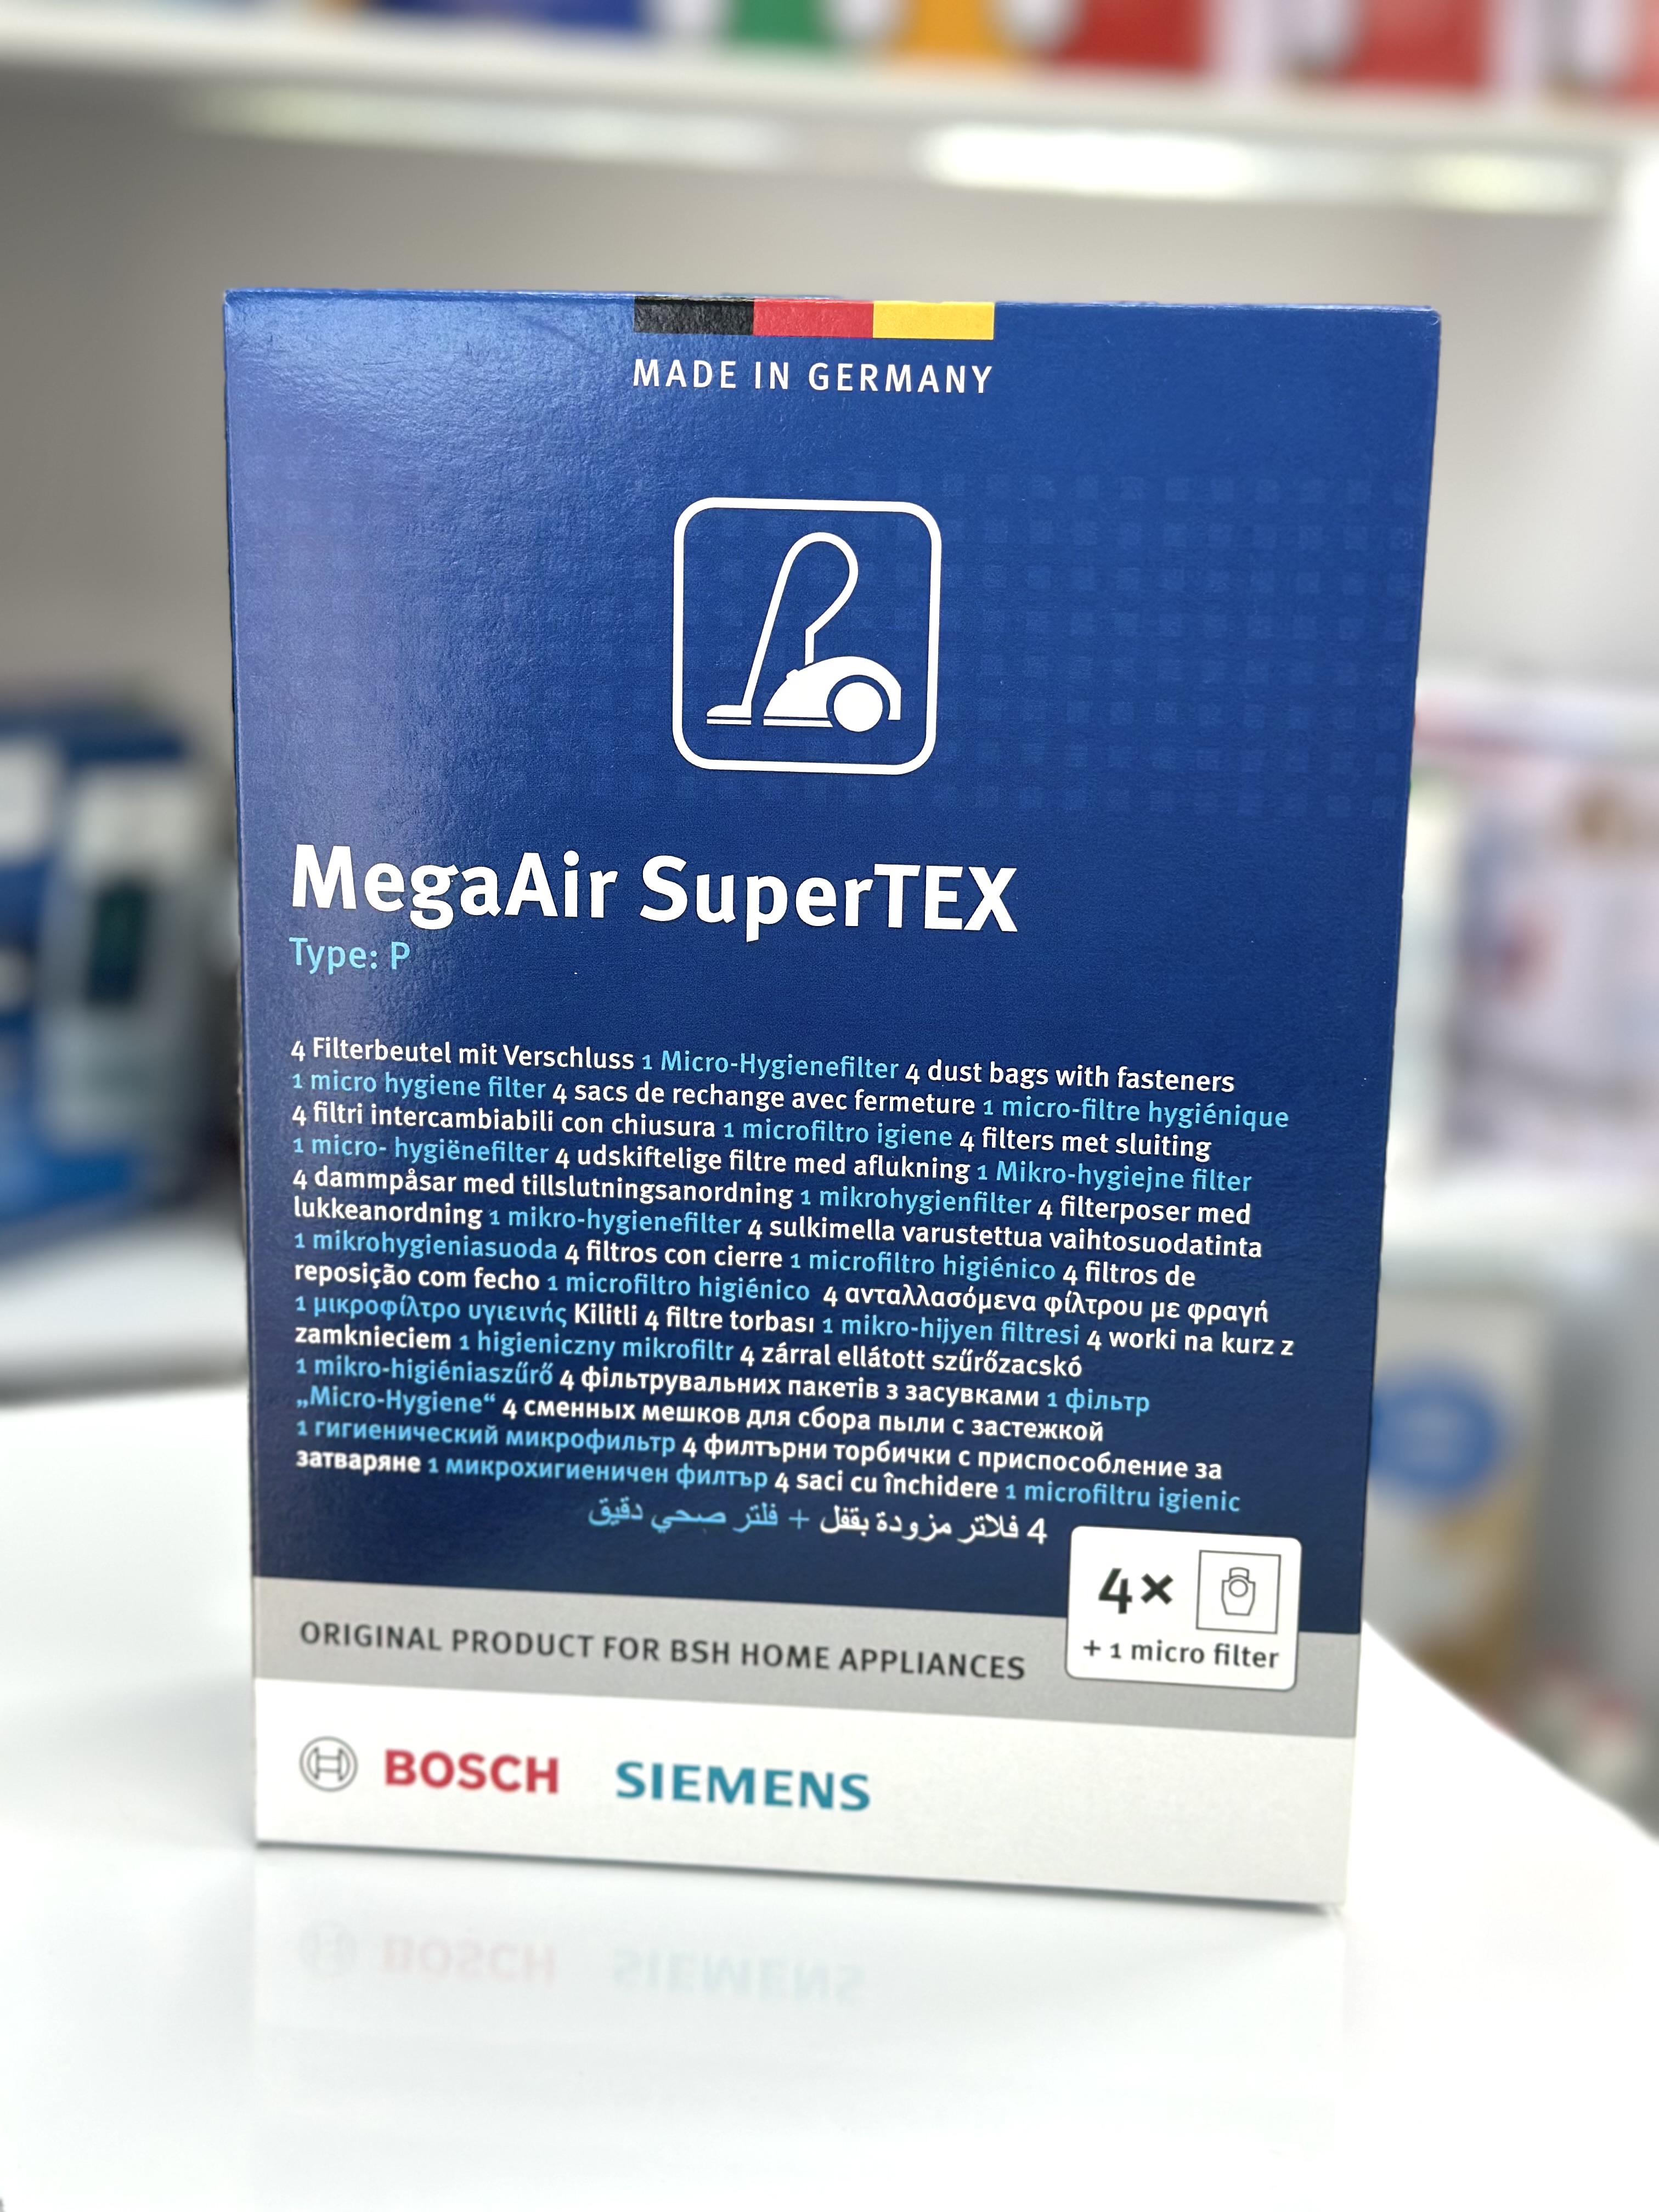 MADE IN GERMANY
MegaAir SuperTEX
Type: P
4 Filterbeutel mit Verschluss 1 Micro-Hygienefilter 4 dust bags with fasteners
1 micro hygiene filter 4 sacs de rechange avec fermeture 1 micro-filtre hygiénique
4 filtri intercambiabili con chiusura 1 microfiltro igiene 4 filters met sluiting
1 micro- hygiënefilter 4 udskiftelige filtre med aflukning 1 Mikro-hygiejne filter
4 dammpåsar med tillslutningsanordning 1 mikrohygienfilter 4 filterposer med
lukkeanordning 1 mikro-hygienefilter 4 sulkimella varustettua vaihtosuodatinta
1 mikrohygieniasuoda 4 filtros con cierre 1 microfiltro higiénico 4 filtros de
reposição com fecho 1 microfiltro higiénico 4 ανταλλασόμενα φίλτρου με φραγή
1 μικροφίλτρο υγιεινής Kilitli 4 filtre torbası 1 mikro-hijyen filtresi 4 worki na kurz z
zamknieciem 1 higieniczny mikrofiltr 4 zárral ellátott szűrőzacskó
1 mikro-higiéniaszűrő 4 фільтрувальних пакетів з засувками 1 фільтр
„Micro-Hygiene“ 4 сменных мешков для сбора пыли с застежкой
1 гигиенический микрофильтр 4 филтърни торбички с приспособление за
затваряне 1 микрохигиеничен филтър 4 saci cu închidere 1 microfiltru igienic
4 فلاتر مزودة بقفل + فلتر صحي دقيق
4×
+ 1 micro filter
ORIGINAL PRODUCT FOR BSH HOME APPLIANCES
BOSCH SIEMENS